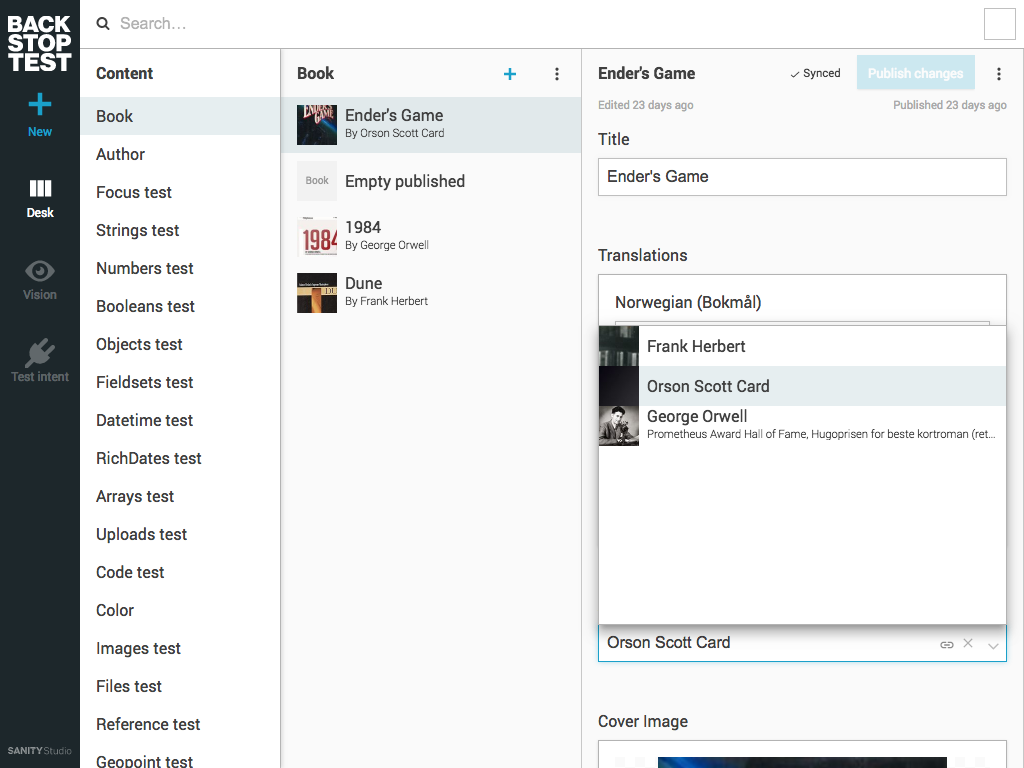 BACK
STOP
TEST
New
Desk
Vision
Test intent
SANITY Studio
Search...
Content
Book
Author
Focus test
Strings test
Numbers test
Booleans test
Objects test
Fieldsets test
Datetime test
RichDates test
Arrays test
Uploads test
Code test
Color
Images test
Files test
Reference test
Geopoint test
Book
ENDER'S
GAME
Ender's Game
By Orson Scott Card
Book
Empty published
1984
1984
By George Orwell
Dune
By Frank Herbert
Ender's Game
Synced
Publish changes
Edited 23 days ago
Published 23 days ago
Title
Ender's Game
Translations
Norwegian (Bokmål)
Frank Herbert
Orson Scott Card
George Orwell
Prometheus Award Hall of Fame, Hugoprisen for beste kortroman (ret...
Orson Scott Card
Cover Image